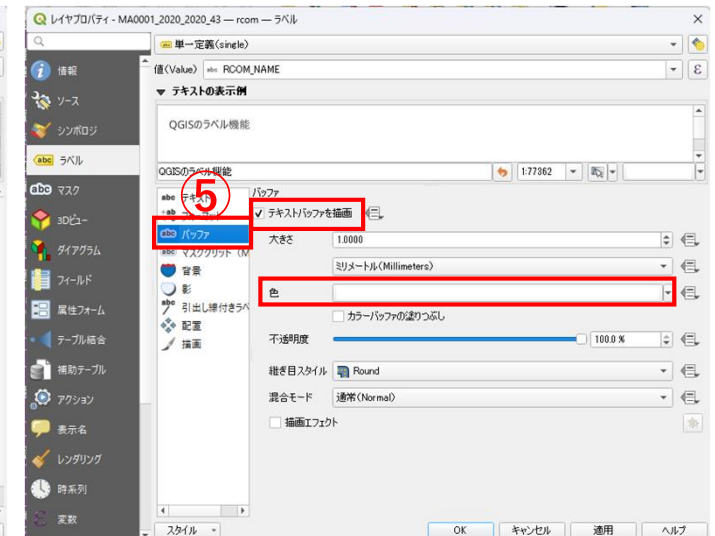 レイヤプロパティ - MA0001_2020_2020_43 — rcom — ラベル
単一定義(single)
値(Value) abc RCOM_NAME ε
▼ テキストの表示例
QGISのラベル機能
QGISのラベル機能 1:77362
情報
ソース
シンボロジ
abc ラベル
abc マスク
3Dビュー
ダイアグラム
フィールド
属性フォーム
テーブル結合
補助テーブル
アクション
表示名
レンダリング
時系列
変数
⑤
abc テキスト
abc バッファ
abc マスクグリット (M
背景
影
引出し線付きラベ
配置
描画
バッファ
テキストバッファを描画
大きさ 1.0000
ミリメートル(Millimeters)
色
カラーバッファの塗りつぶし
不透明度 100.0 %
継ぎ目スタイル Round
混合モード 通常(Normal)
描画エフェクト
スタイル OK キャンセル 適用 ヘルプ